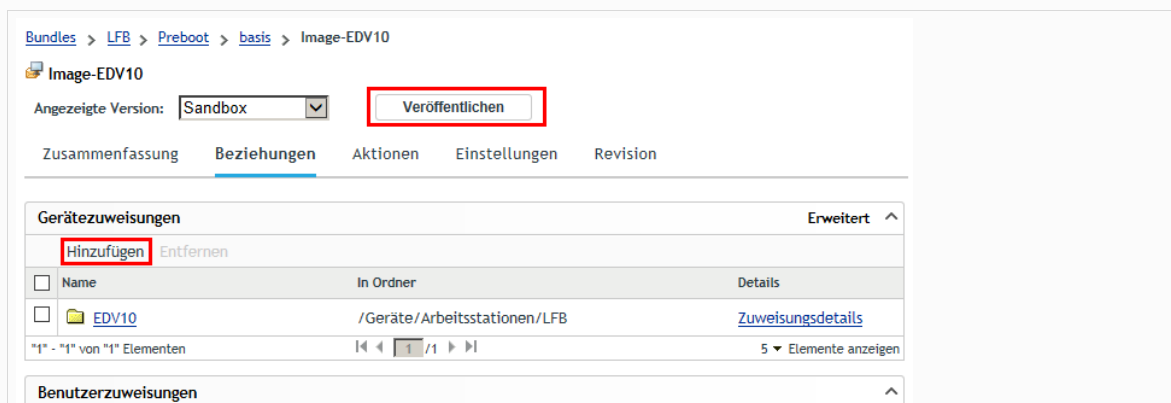 Bundles > LFB > Preboot > basis > Image-EDV10
Image-EDV10
Angezeigte Version: Sandbox Veröffentlichen
Zusammenfassung Beziehungen Aktionen Einstellungen Revision
Gerätezuweisungen Erweitert
Hinzufügen Entfernen
Name In Ordner Details
EDV10 /Geräte/Arbeitsstationen/LFB Zuweisungsdetails
"1" - "1" von "1" Elementen 1 /1 5 Elemente anzeigen
Benutzerzuweisungen